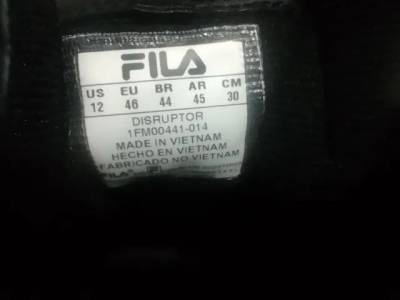 FILA
US EU BR AR CM
12 46 44 45 30
DISRUPTOR
1FM00441-014
MADE IN VIETNAM
HECHO EN VIETNAM
FABRICADO NO VIETNAM
FILA